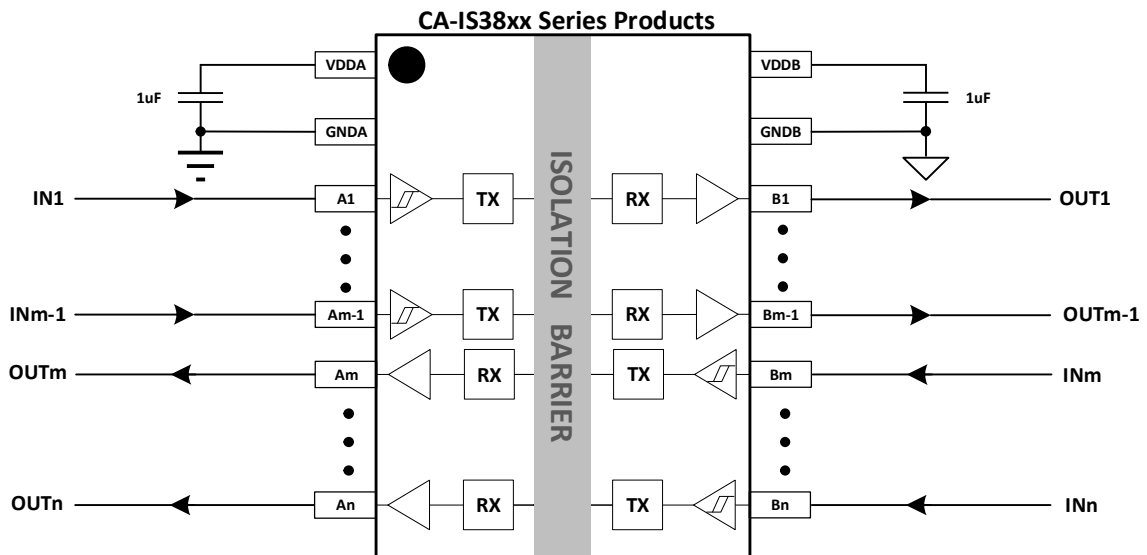 CA-IS38xx Series Products
VDDA
VDDB
1uF
1uF
GNDA
GNDB
ISOLATION BARRIER
IN1
A1
TX
RX
B1
OUT1
INm-1
Am-1
TX
RX
Bm-1
OUTm-1
OUTm
Am
RX
TX
Bm
INm
OUTn
An
RX
TX
Bn
INn